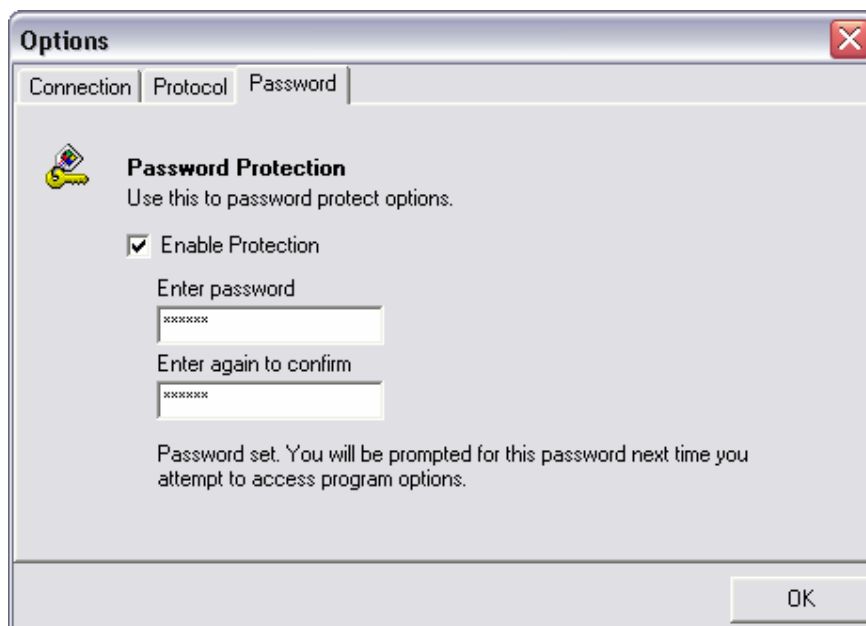 Options
Connection Protocol Password
Password Protection
Use this to password protect options.
Enable Protection
Enter password
******
Enter again to confirm
******
Password set. You will be prompted for this password next time you
attempt to access program options.
OK